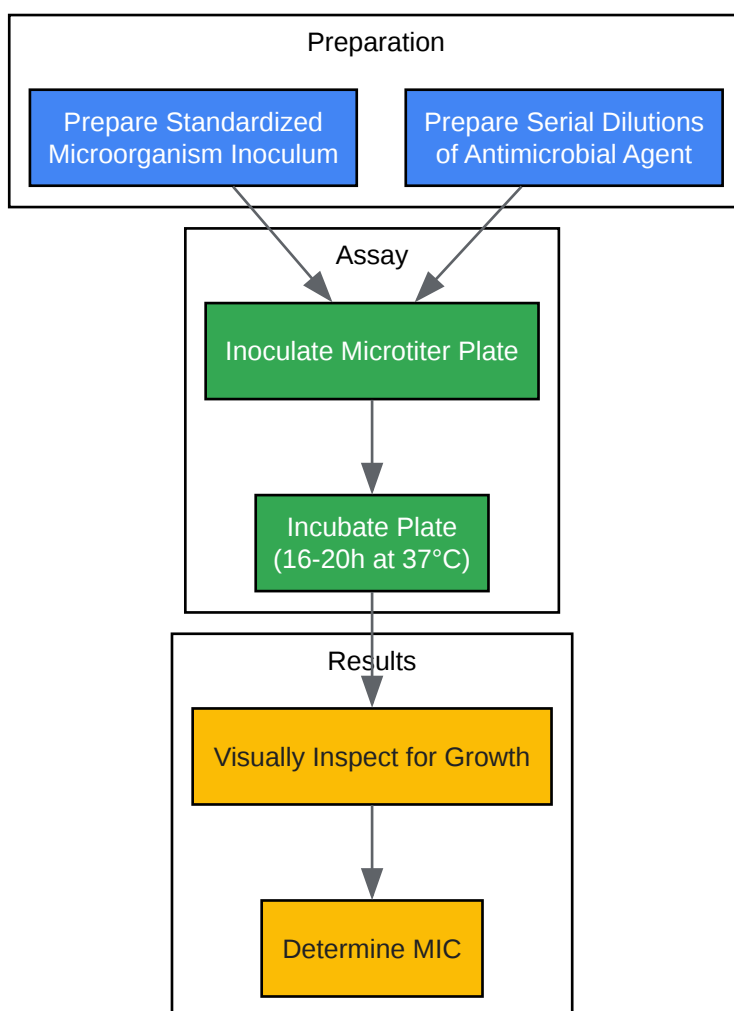 Preparation
Prepare Standardized
Microorganism Inoculum
Prepare Serial Dilutions
of Antimicrobial Agent
Assay
Inoculate Microtiter Plate
Incubate Plate
(16-20h at 37°C)
Results
Visually Inspect for Growth
Determine MIC